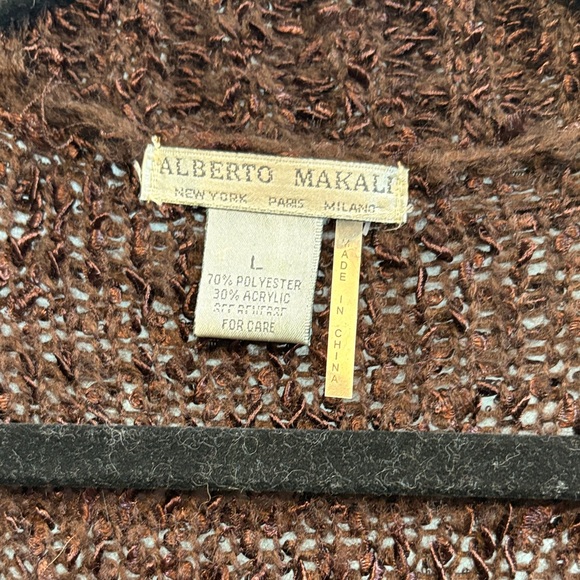 ALBERTO MAKALI
NEW YORK PARIS MILANO
L
70% POLYESTER
30% ACRYLIC
SEE REVERSE
FOR CARE
MADE IN CHINA